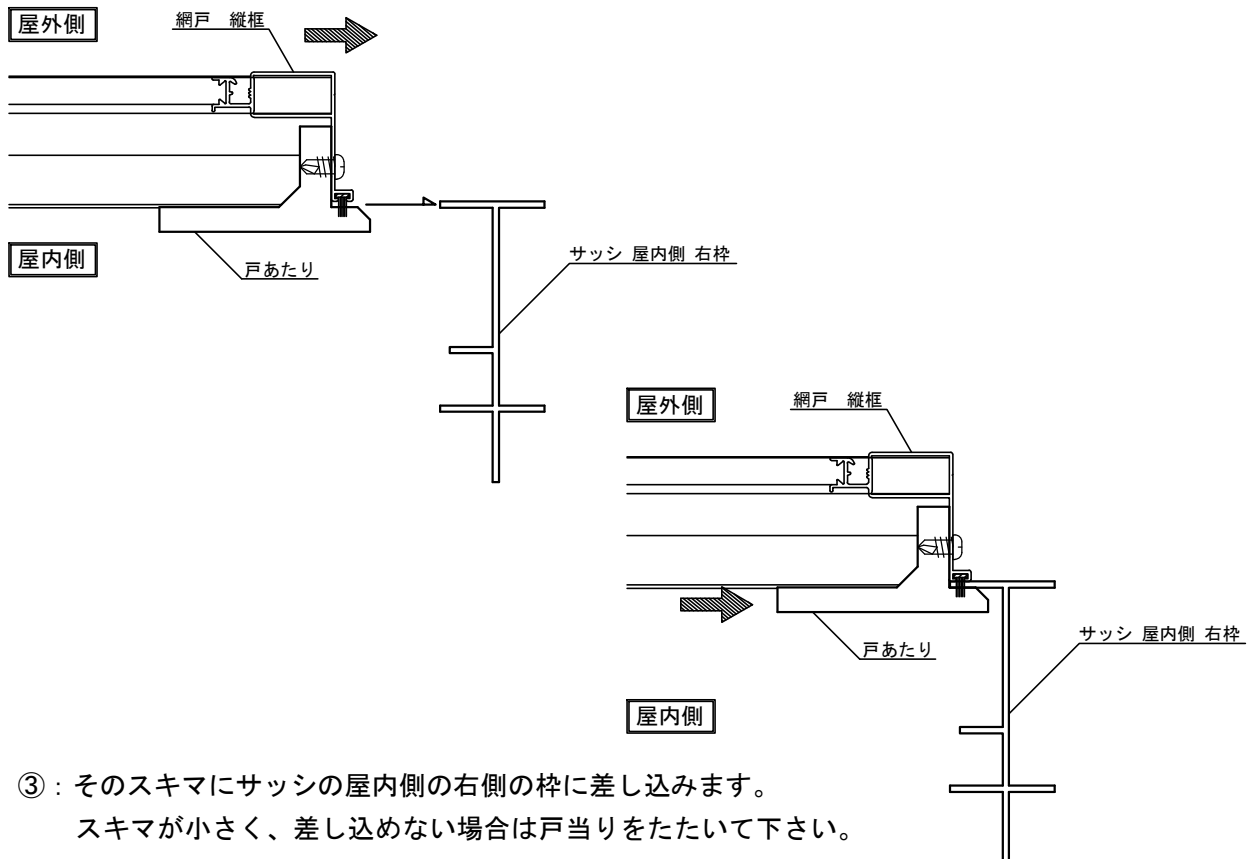 屋外側
網戸　縦框
屋内側
戸あたり
サッシ 屋内側 右枠
屋外側
網戸　縦框
戸あたり
サッシ 屋内側 右枠
屋内側
③：そのスキマにサッシの屋内側の右側の枠に差し込みます。
スキマが小さく、差し込めない場合は戸当りをたたいて下さい。